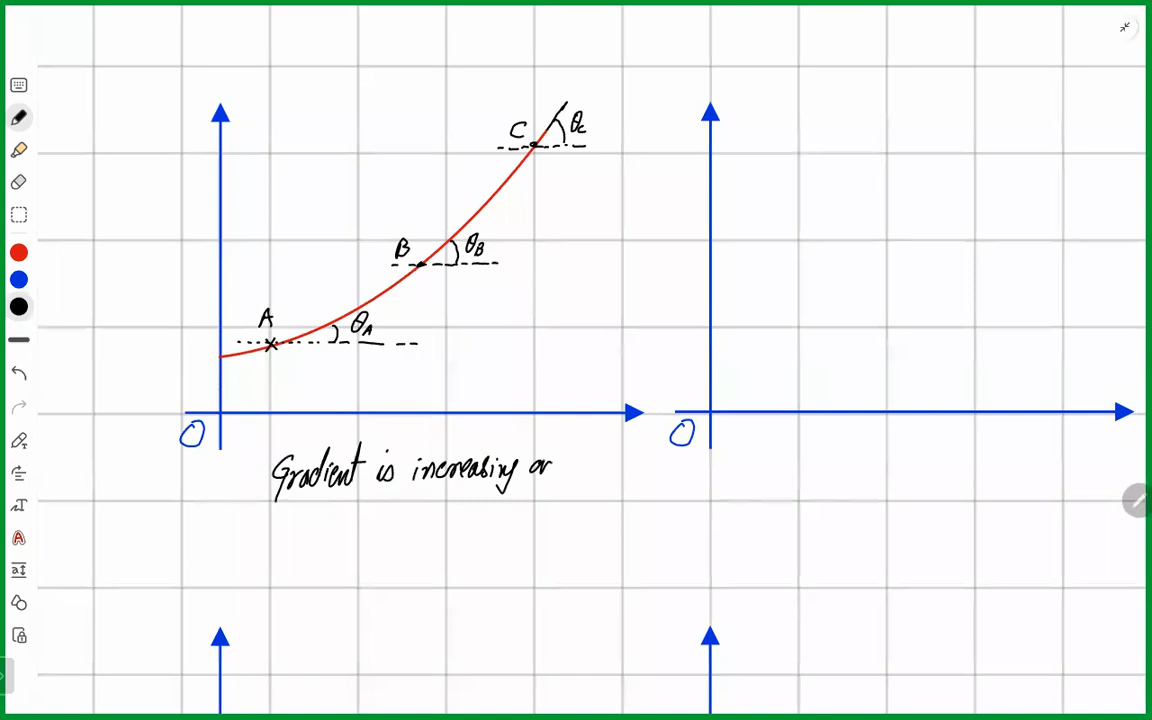 C θc
B θB
A θA
O
O
Gradient is increasing or